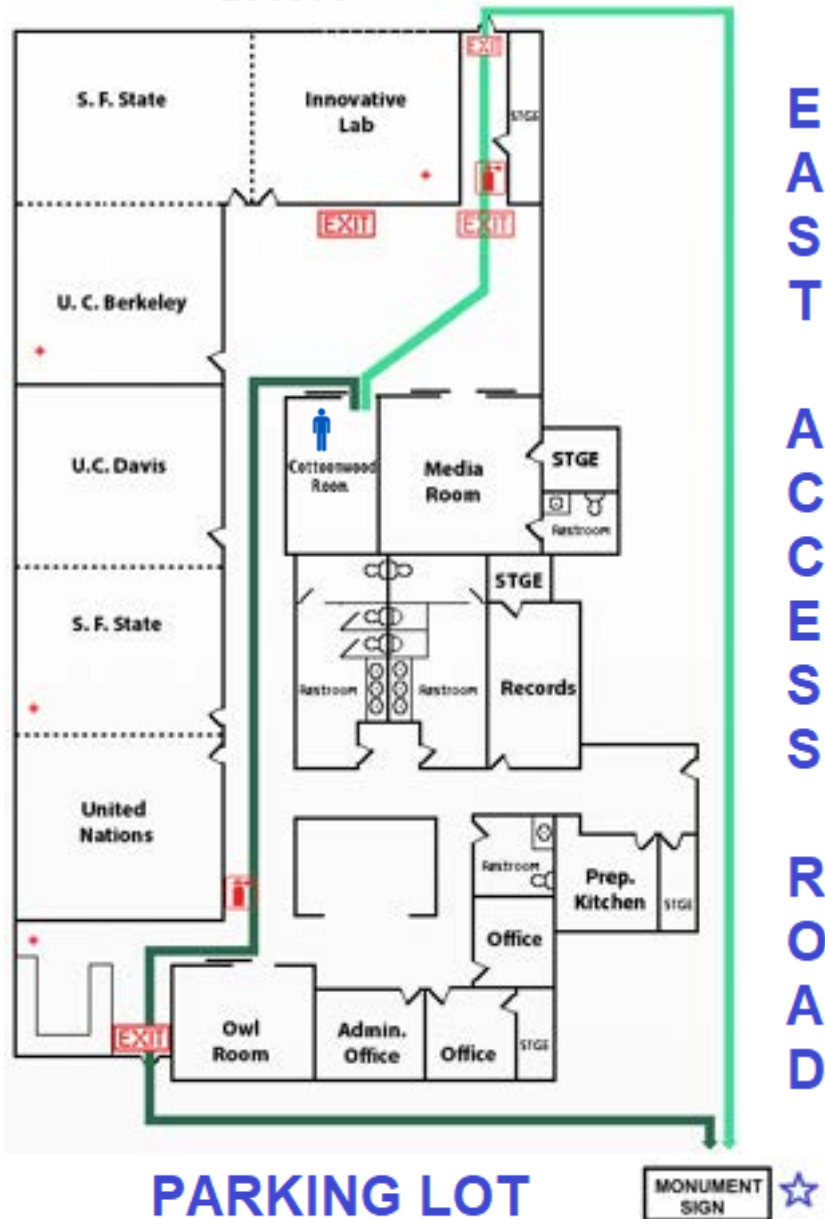 EXIT
S. F. State
Innovative
Lab
STGE
EXIT
EXIT
U. C. Berkeley
U.C. Davis
Cottoenwood
Room
Media
Room
STGE
Restroom
STGE
S. F. State
Restroom
Restroom
Records
United
Nations
Restroom
Prep.
Kitchen
STGE
Office
EXIT
Owl
Room
Admin.
Office
Office
STGE
EAST ACCESS ROAD
PARKING LOT
MONUMENT
SIGN